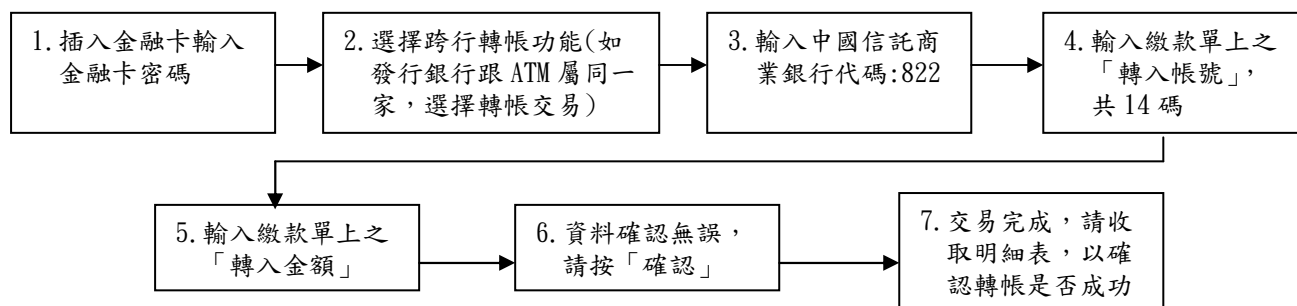 1.插入金融卡輸入
金融卡密碼
2.選擇跨行轉帳功能(如
發行銀行跟 ATM 屬同一
家，選擇轉帳交易)
3.輸入中國信託商
業銀行代碼:822
4.輸入繳款單上之
「轉入帳號」，
共 14 碼
5.輸入繳款單上之
「轉入金額」
6.資料確認無誤，
請按「確認」
7.交易完成，請收
取明細表，以確
認轉帳是否成功